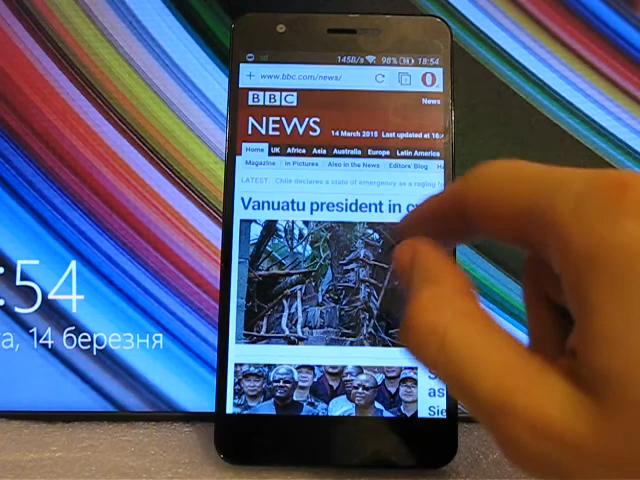 145B/s 98% 18:54
www.bbc.com/news/
BBC
News
NEWS 14 March 2015 Last updated at
Home UK Africa Asia Australia Europe Latin America
Magazine In Pictures Also in the News Editors' Blog
LATEST: Chile declares a state of emergency as a raging
Vanuatu president in
as
Sie
:54
14 березня